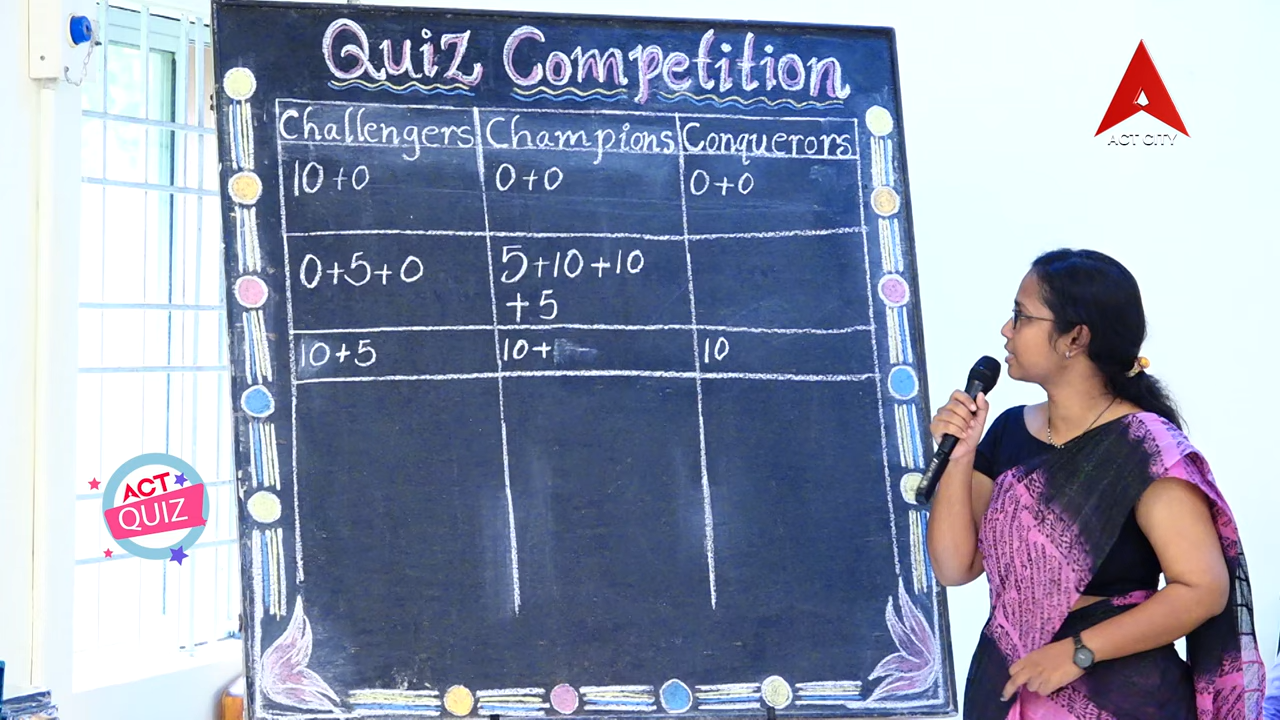 Quiz Competition
Challengers Champions Conquerors
10+0 0+0 0+0
0+5+0 5+10+10
+5
10+5 10+ 10
ACT CITY
ACT
QUIZ